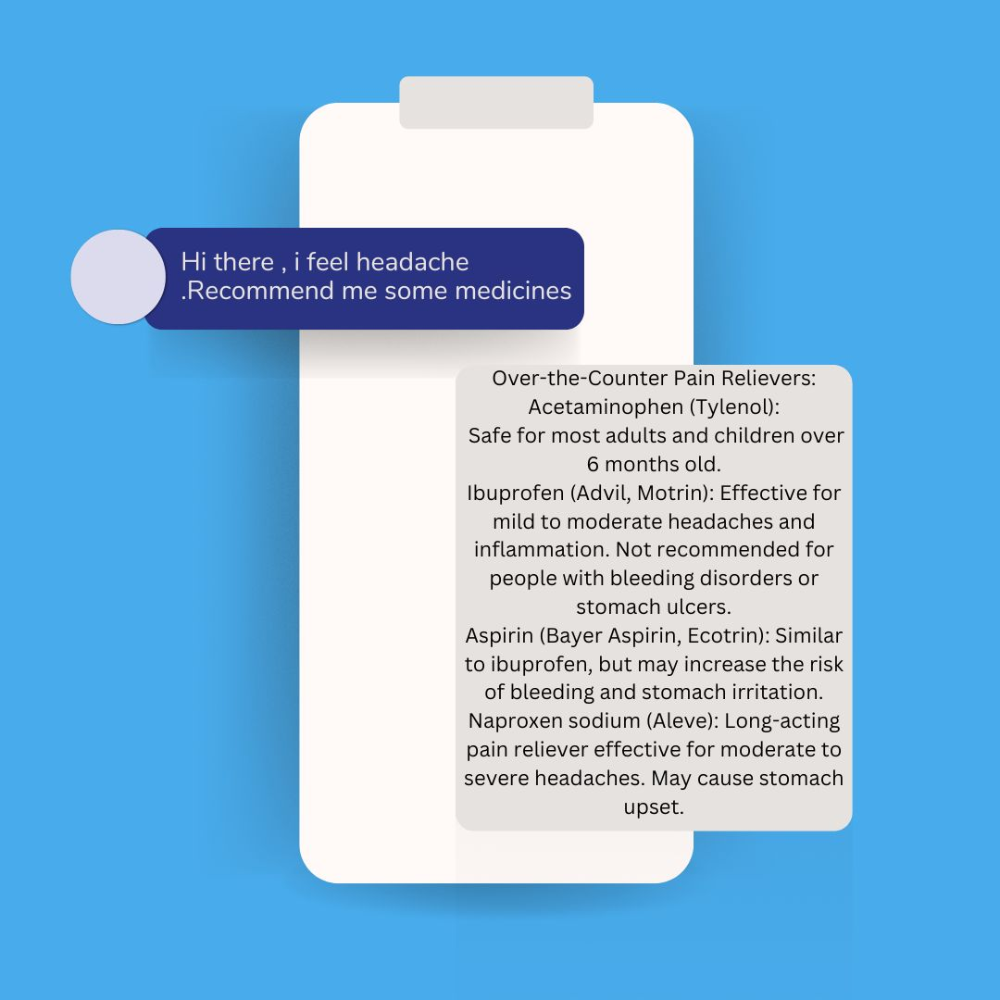 Hi there , i feel headache
.Recommend me some medicines
Over-the-Counter Pain Relievers:
Acetaminophen (Tylenol):
Safe for most adults and children over
6 months old.
Ibuprofen (Advil, Motrin): Effective for
mild to moderate headaches and
inflammation. Not recommended for
people with bleeding disorders or
stomach ulcers.
Aspirin (Bayer Aspirin, Ecotrin): Similar
to ibuprofen, but may increase the risk
of bleeding and stomach irritation.
Naproxen sodium (Aleve): Long-acting
pain reliever effective for moderate to
severe headaches. May cause stomach
upset.